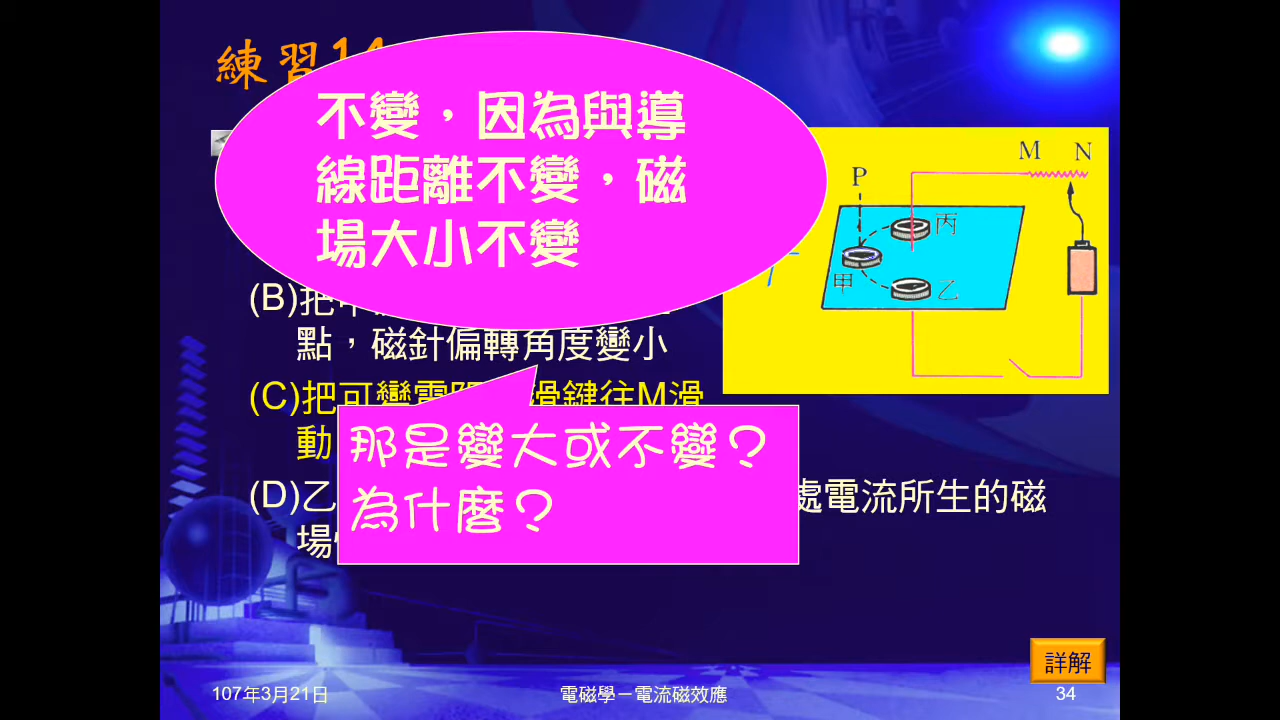 練習14
不變，因為與導
線距離不變，磁
場大小不變
M N
P
丙
甲
乙
(B)把
點，磁針偏轉角度變小
(C)把可變電阻 滑鍵往M滑
動
那是變大或不變？
為什麼？
(D)乙 處電流所生的磁
場
詳解
107年3月21日 電磁學－電流磁效應 34